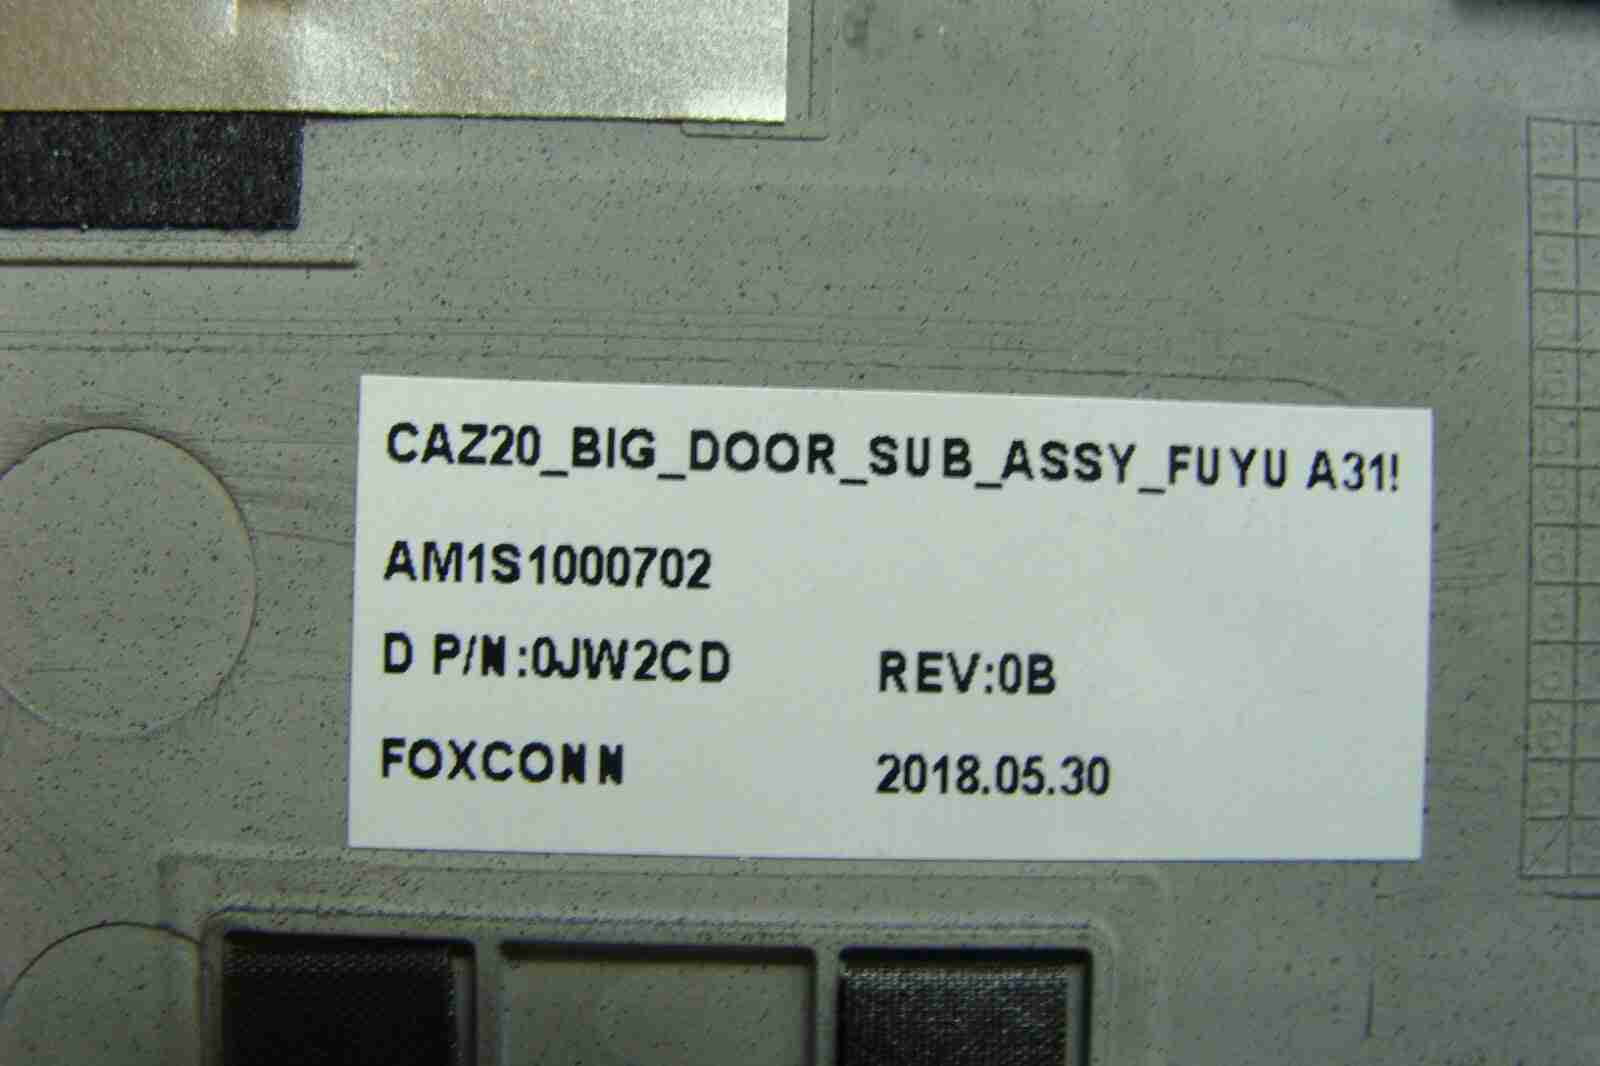 CAZ20_BIG_DOOR_SUB_ASSY_FUYU A31!
AM1S1000702
D P/N:0JW2CD REV:0B
FOXCONN 2018.05.30